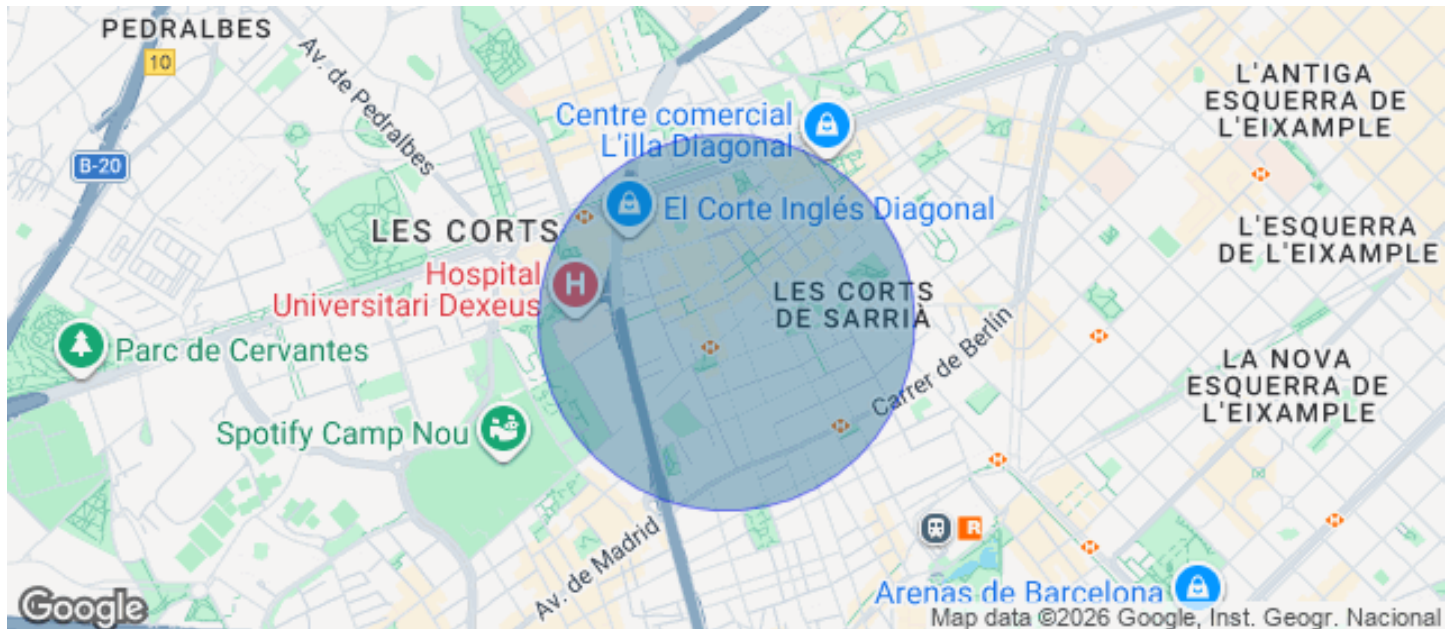 PEDRALBES
10
Av. de Pedralbes
B-20
L'ANTIGA
ESQUERRA DE
L'EIXAMPLE
Centre comercial
L'illa Diagonal
El Corte Inglés Diagonal
LES CORTS
L'ESQUERRA
DE L'EIXAMPLE
Hospital
Universitari Dexeus
H
LES CORTS
DE SARRIÀ
Parc de Cervantes
Carrer de Berlín
LA NOVA
ESQUERRA DE
L'EIXAMPLE
Spotify Camp Nou
Av. de Madrid
R
Arenas de Barcelona
Google
Map data ©2026 Google, Inst. Geogr. Nacional